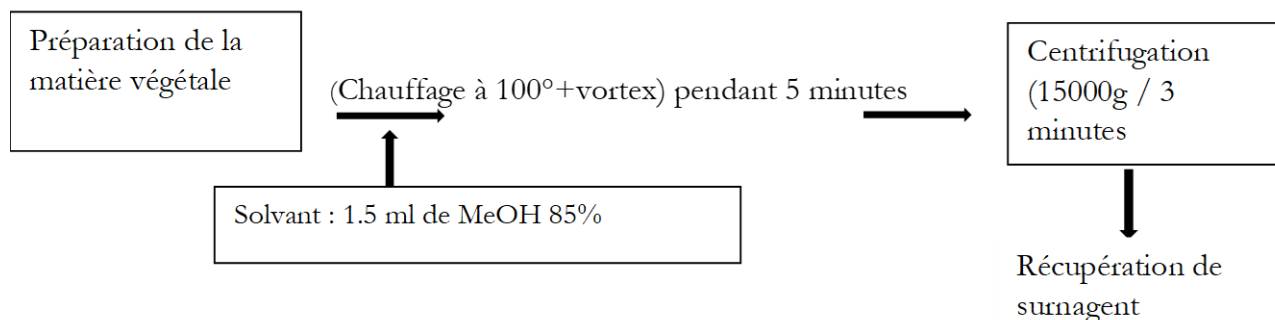 Préparation de la
matière végétale
(Chauffage à 100°+vortex) pendant 5 minutes
Solvant : 1.5 ml de MeOH 85%
Centrifugation
(15000g / 3
minutes
Récupération de
surnagent